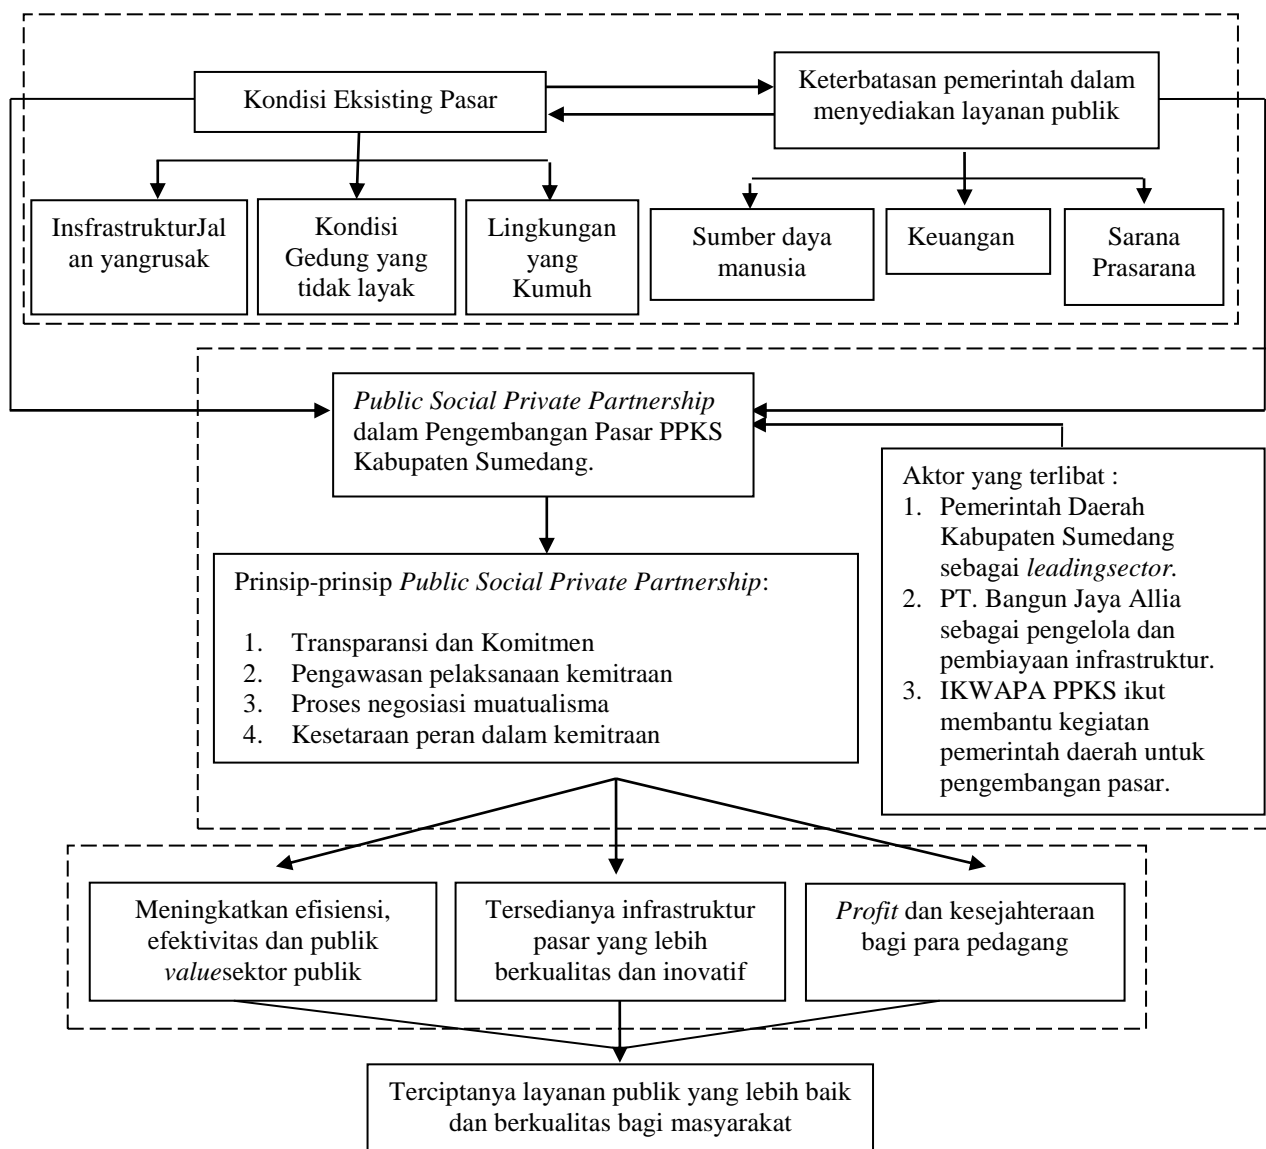 Kondisi Eksisting Pasar
Keterbatasan pemerintah dalam
menyediakan layanan publik
InsfrastrukturJal
an yangrusak
Kondisi
Gedung yang
tidak layak
Lingkungan
yang
Kumuh
Sumber daya
manusia
Keuangan
Sarana
Prasarana
Public Social Private Partnership
dalam Pengembangan Pasar PPKS
Kabupaten Sumedang.
Aktor yang terlibat :
1. Pemerintah Daerah
Kabupaten Sumedang
sebagai leadingsector.
2. PT. Bangun Jaya Allia
sebagai pengelola dan
pembiayaan infrastruktur.
3. IKWAPA PPKS ikut
membantu kegiatan
pemerintah daerah untuk
pengembangan pasar.
Prinsip-prinsip Public Social Private Partnership:
1. Transparansi dan Komitmen
2. Pengawasan pelaksanaan kemitraan
3. Proses negosiasi muatualisma
4. Kesetaraan peran dalam kemitraan
Meningkatkan efisiensi,
efektivitas dan publik
valuesektor publik
Tersedianya infrastruktur
pasar yang lebih
berkualitas dan inovatif
Profit dan kesejahteraan
bagi para pedagang
Terciptanya layanan publik yang lebih baik
dan berkualitas bagi masyarakat